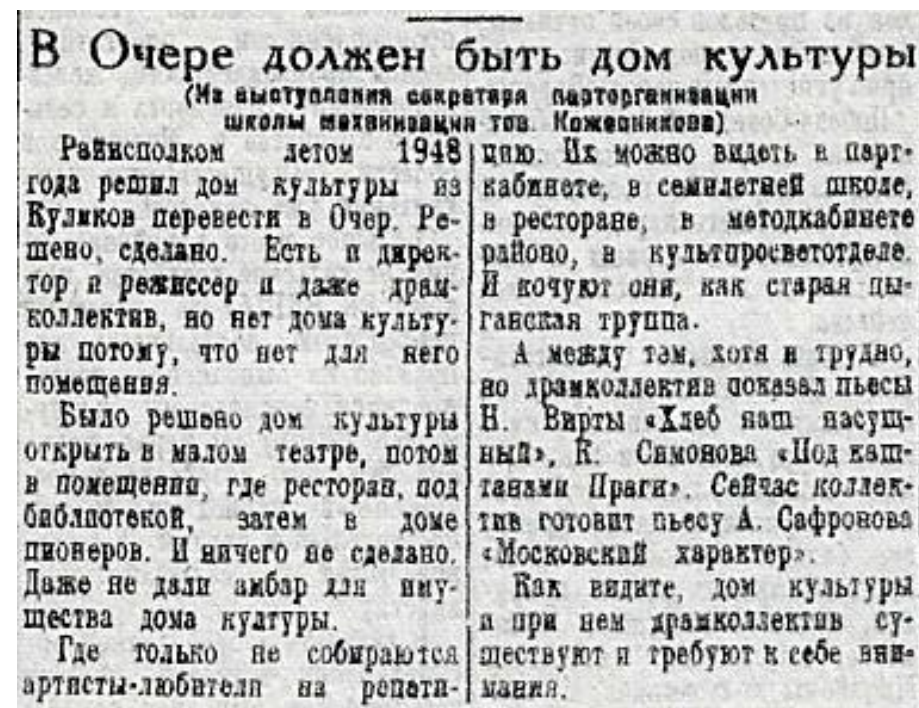 В Очере должен быть дом культуры
(Из выступления секретаря парторганизации
школы механизации тов. Кожевникова)
Райисполком летом 1948
года решил дом культуры из
Куликов перевести в Очер. Ре-
шено, сделано. Есть и дирек-
тор и режиссер и даже драм-
коллектив, но нет дома культу-
ры потому, что нет для него
помещения.
Было решено дом культуры
открыть в малом театре, потом
в помещении, где ресторан, под
библиотекой, затем в доме
пионеров. И ничего не сделано.
Даже не дали амбар для иму-
щества дома културы.
Где только не собираются
артисты-любители на репати-
цию. Их можно видеть в парт-
кабинете, в семилетней школе,
в ресторане, в методкабинете
районо, в культпросветотделе.
И кочуют они, как старая цы-
ганская труппа.
А между тем, хотя и трудно,
но драмколлектив показал пьесы
Н. Вирты «Хлеб наш насущ-
ный», К. Симонова «Под каш-
танами Праги». Сейчас коллек-
тив готовит пьесу А. Сафронова
«Московский характер».
Как видите, дом культуры
и при нем драмколлектив су-
ществуют и требуют к себе вни-
мания.